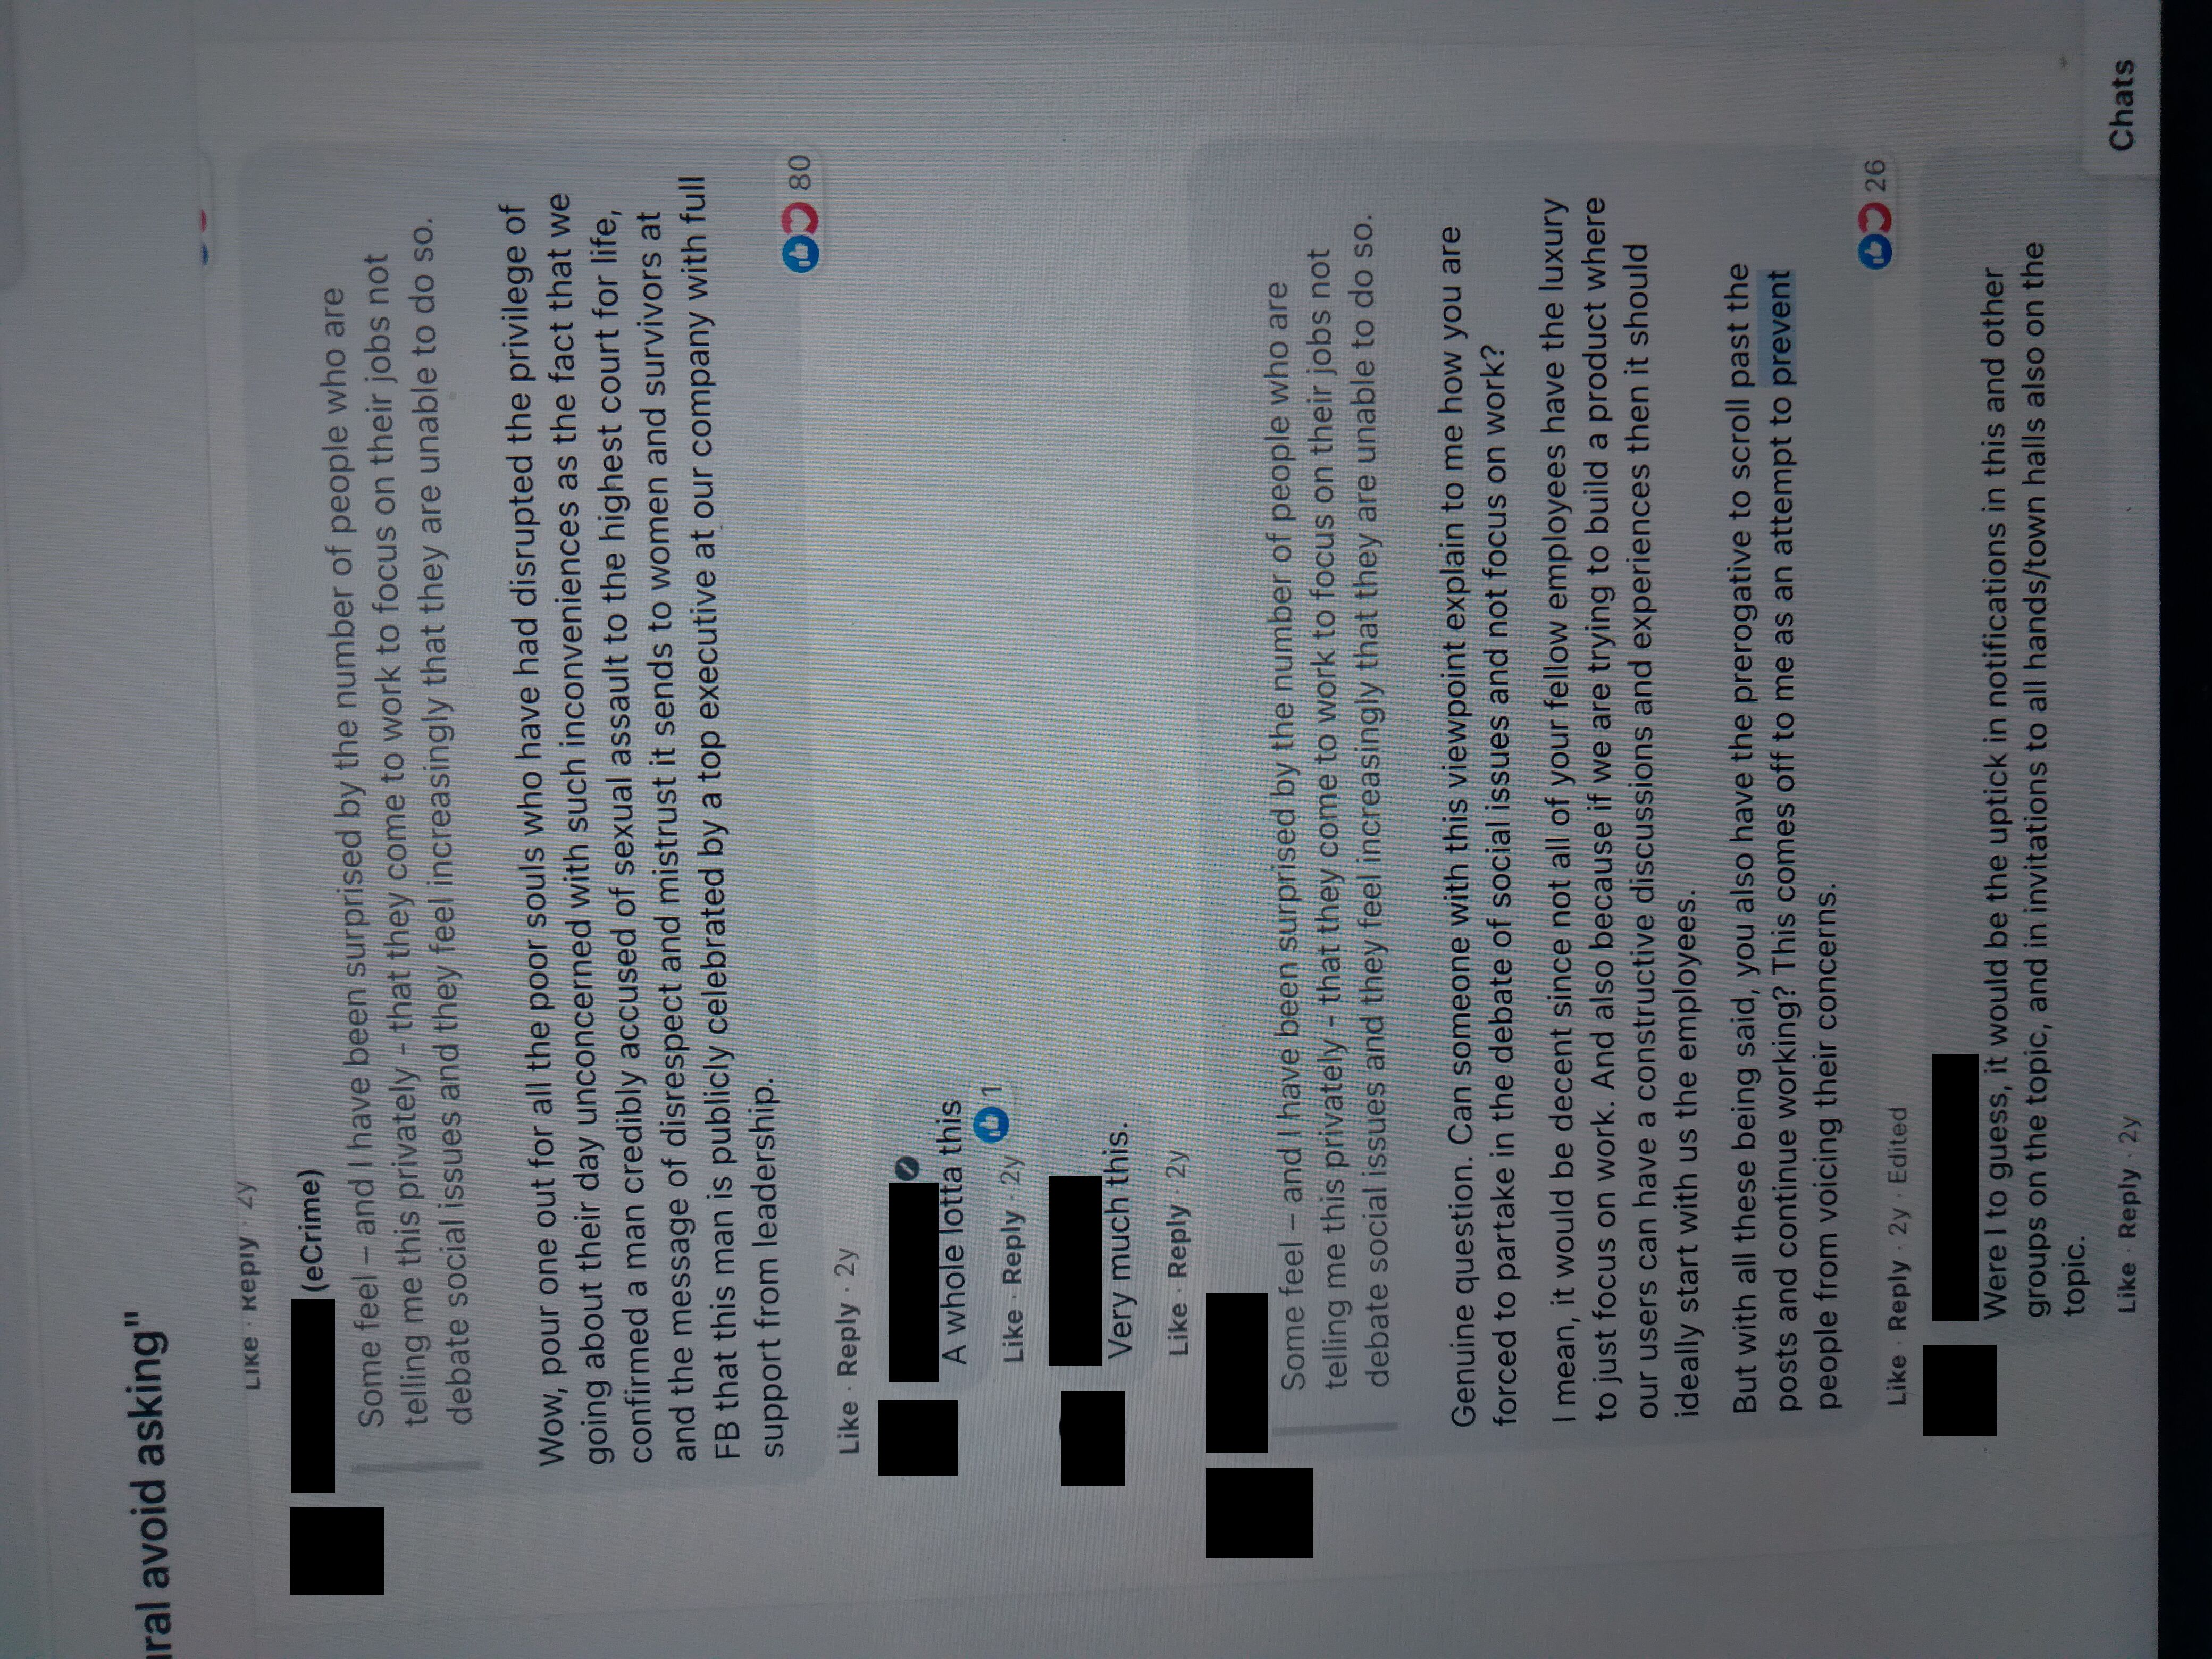 ural avoid asking"
Like · Reply · 2y
(eCrime)
Some feel – and I have been surprised by the number of people who are
telling me this privately - that they come to work to focus on their jobs not
debate social issues and they feel increasingly that they are unable to do so.
Wow, pour one out for all the poor souls who have had disrupted the privilege of
going about their day unconcerned with such inconveniences as the fact that we
confirmed a man credibly accused of sexual assault to the highest court for life,
and the message of disrespect and mistrust it sends to women and survivors at
FB that this man is publicly celebrated by a top executive at our company with full
support from leadership.
80
Like · Reply · 2y
A whole lotta this
1
Like · Reply · 2y
Very much this.
Like · Reply · 2y
Some feel – and I have been surprised by the number of people who are
telling me this privately - that they come to work to focus on their jobs not
debate social issues and they feel increasingly that they are unable to do so.
Genuine question. Can someone with this viewpoint explain to me how you are
forced to partake in the debate of social issues and not focus on work?
I mean, it would be decent since not all of your fellow employees have the luxury
to just focus on work. And also because if we are trying to build a product where
our users can have a constructive discussions and experiences then it should
ideally start with us the employees.
But with all these being said, you also have the prerogative to scroll past the
posts and continue working? This comes off to me as an attempt to prevent
people from voicing their concerns.
26
Like · Reply · 2y · Edited
Were I to guess, it would be the uptick in notifications in this and other
groups on the topic, and in invitations to all hands/town halls also on the
topic.
Like · Reply · 2y
Chats